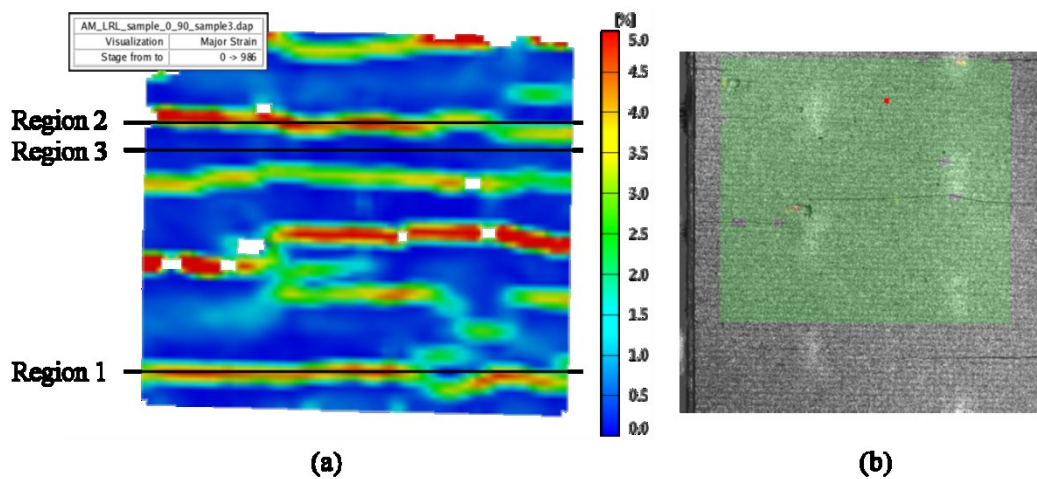 AM_LRL_sample_0_90_sample3.dap
Visualization Major Strain
Stage from to 0 -> 986
[%]
5.0
4.5
4.0
3.5
3.0
2.5
2.0
1.5
1.0
0.5
0.0
Region 2
Region 3
Region 1
(a)
(b)